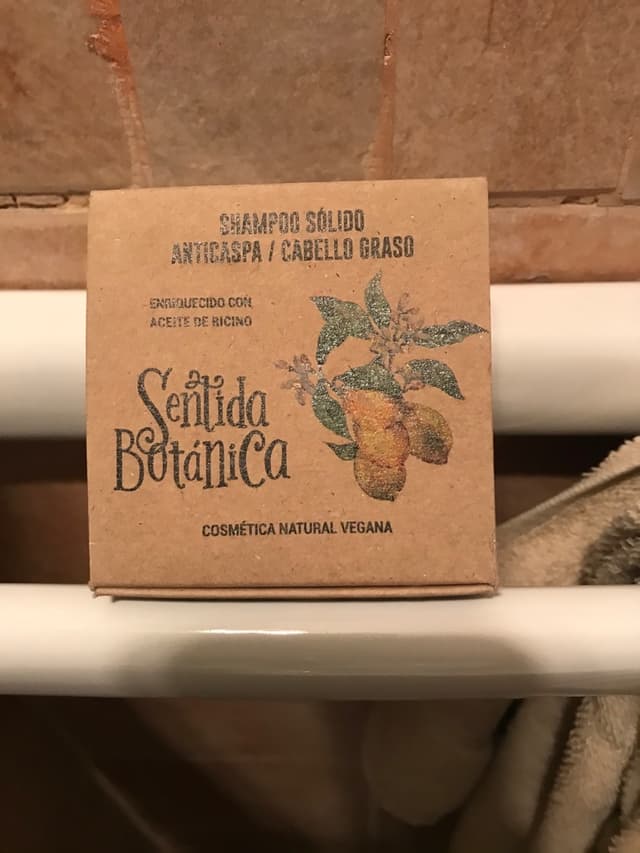 SHAMPOO SÓLIDO
ANTICASPA / CABELLO GRASO
ENRIQUECIDO CON
ACEITE DE RICINO
Sentida
Botánica
COSMÉTICA NATURAL VEGANA